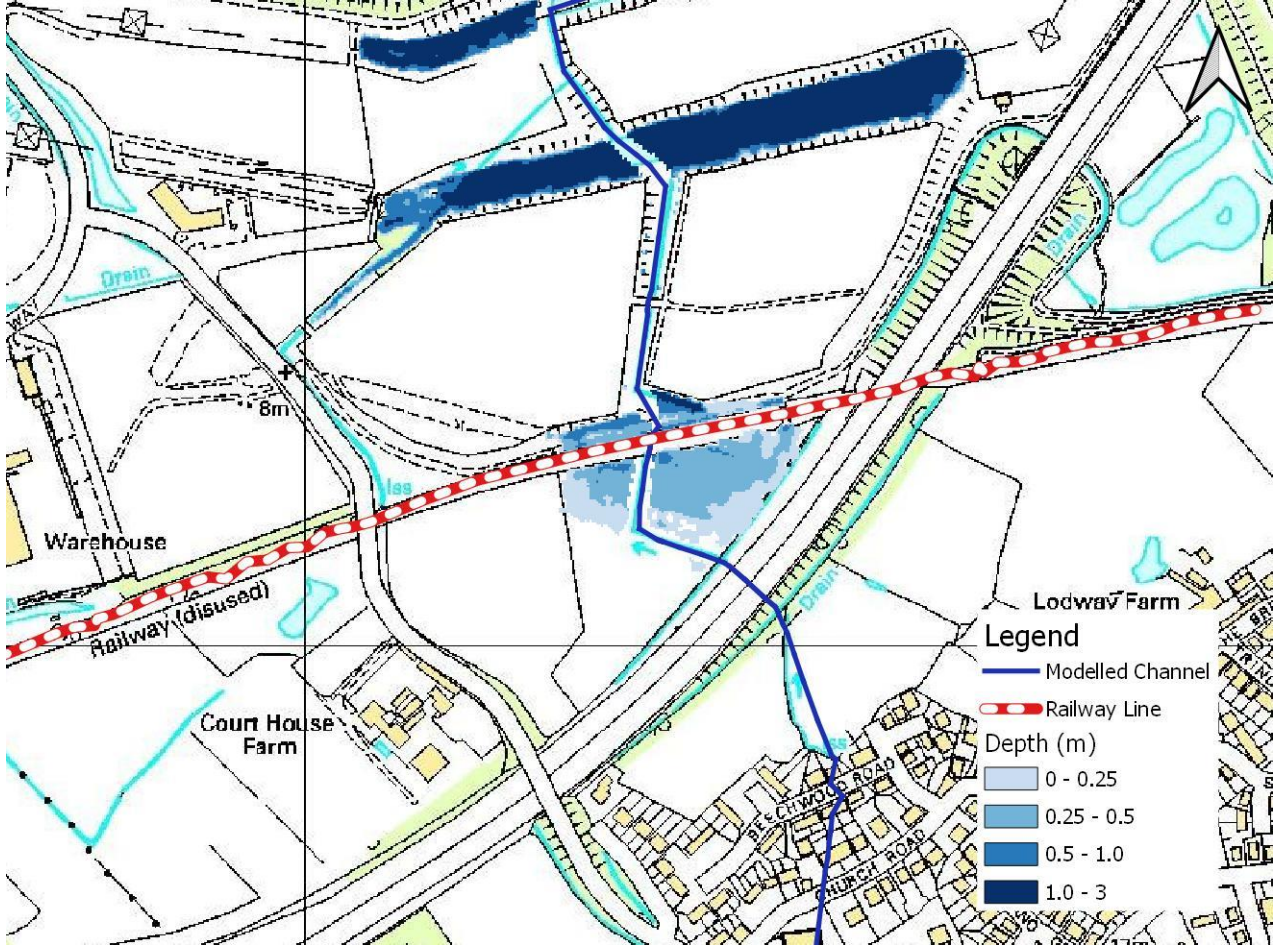 Drain
8m
Iss
Warehouse
Railway (disused)
Court House
Farm
Drain
Drain
Lodway Farm
BEECHWOOD ROAD
CHURCH ROAD
Legend
Modelled Channel
Railway Line
Depth (m)
0 - 0.25
0.25 - 0.5
0.5 - 1.0
1.0 - 3